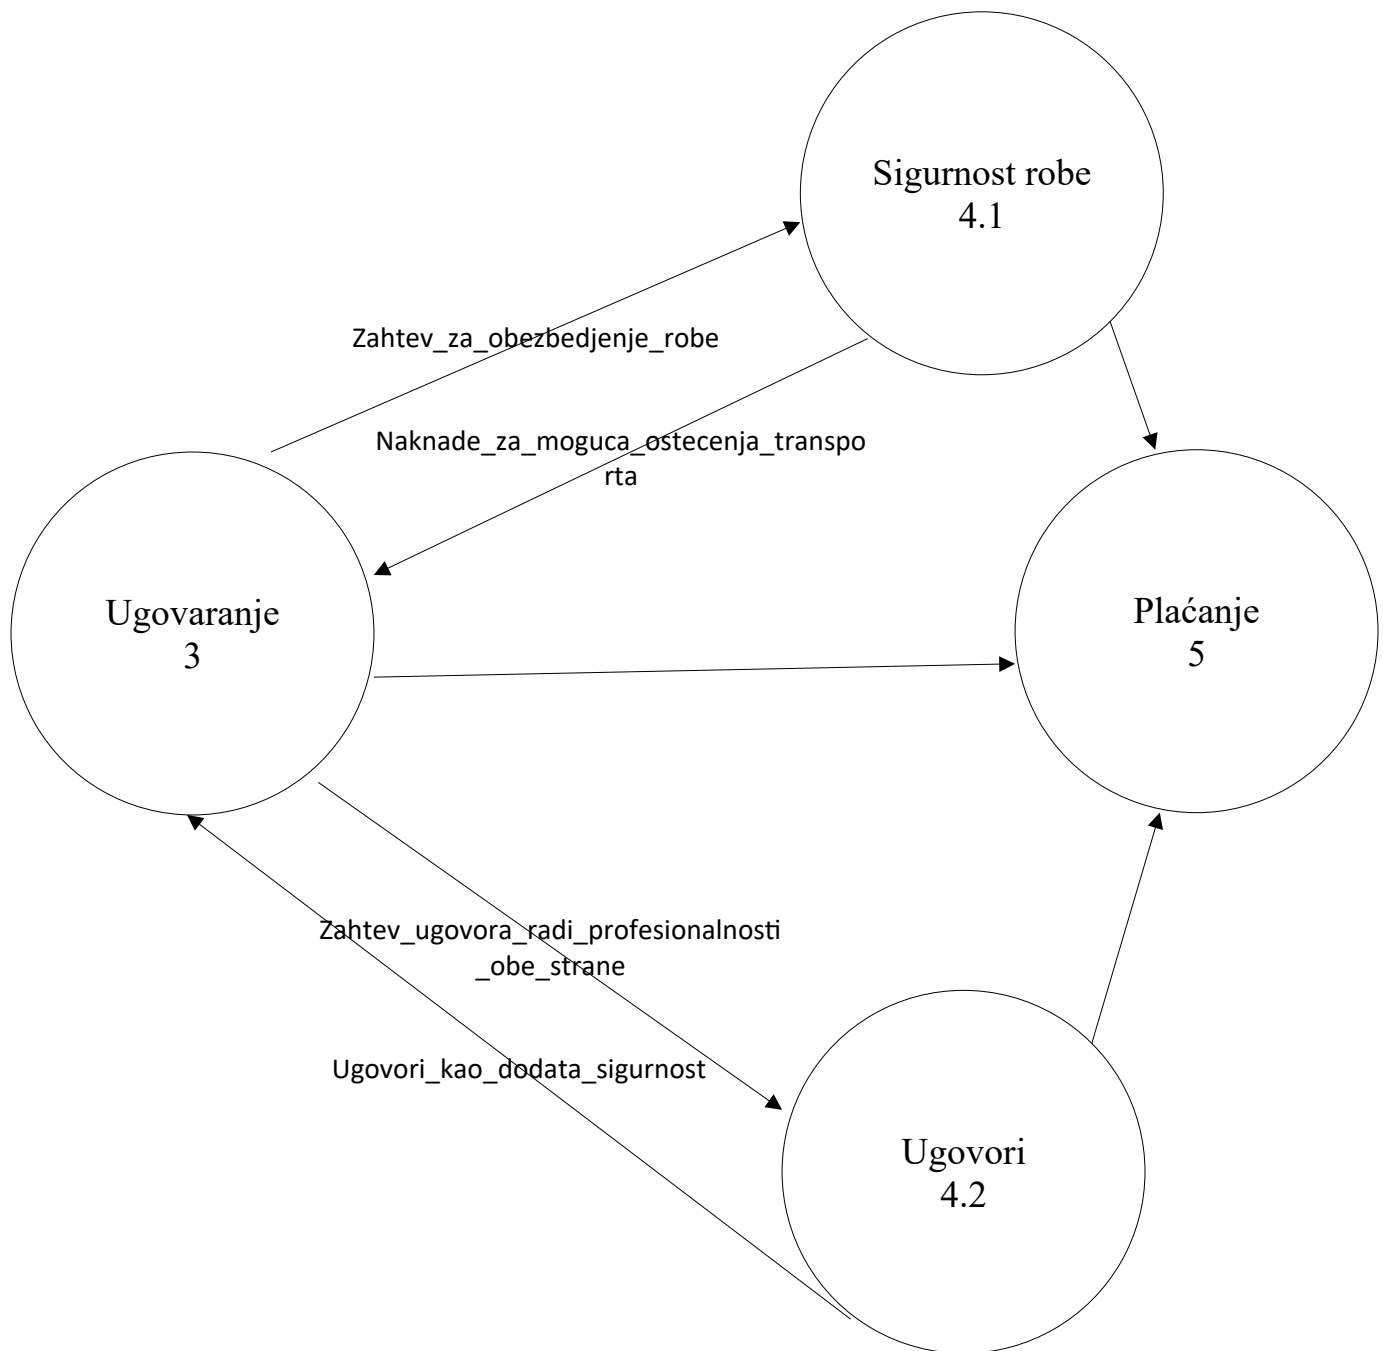 Sigurnost robe
4.1
Zahtev_za_obezbedjenje_robe
Naknade_za_moguca_ostecenja_transpo
rta
Ugovaranje
3
Plaćanje
5
Zahtev_ugovora_radi_profesionalnosti
_obe_strane
Ugovori_kao_dodata_sigurnost
Ugovori
4.2